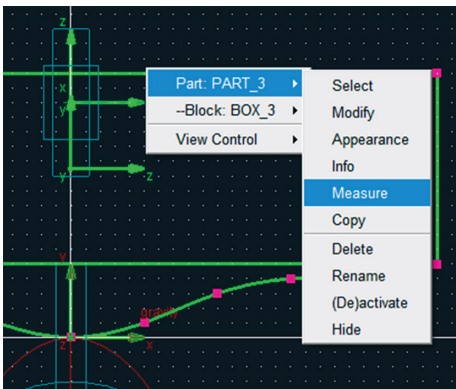 z
x
y
y
z
Part: PART_3
--Block: BOX_3
View Control
Select
Modify
Appearance
Info
Measure
Copy
Delete
Rename
(De)activate
Hide
Y
gravity
z
x